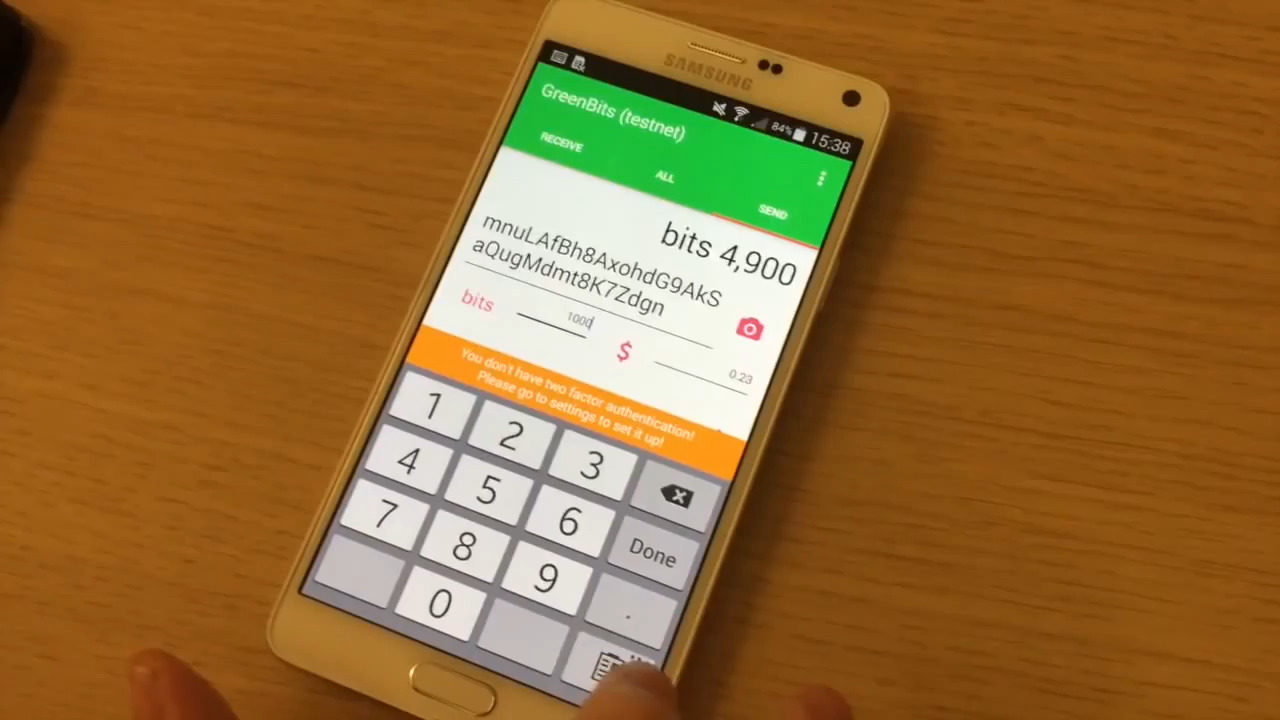 SAMSUNG
84% 15:38
GreenBits (testnet)
RECEIVE ALL SEND
bits 4,900
mnuLAfBh8AxohdG9AkS
aQugMdmt8K7Zdgn
bits 1000 $ 0.23
You don't have two factor authentication!
Please go to settings to set it up!
1 2 3
4 5 6 Done
7 8 9 .
0